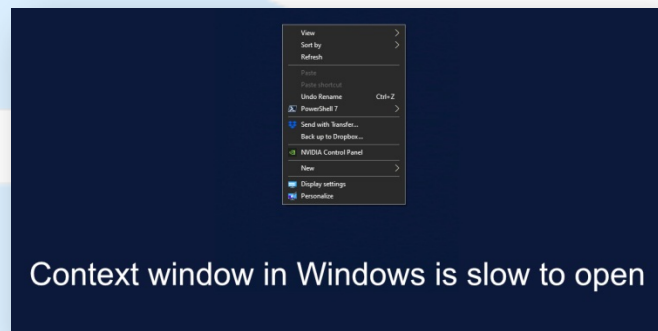 View
Sort by
Refresh
Paste
Paste shortcut
Undo Rename Ctrl+Z
PowerShell 7
Send with Transfer...
Back up to Dropbox...
NVIDIA Control Panel
New
Display settings
Personalize
Context window in Windows is slow to open